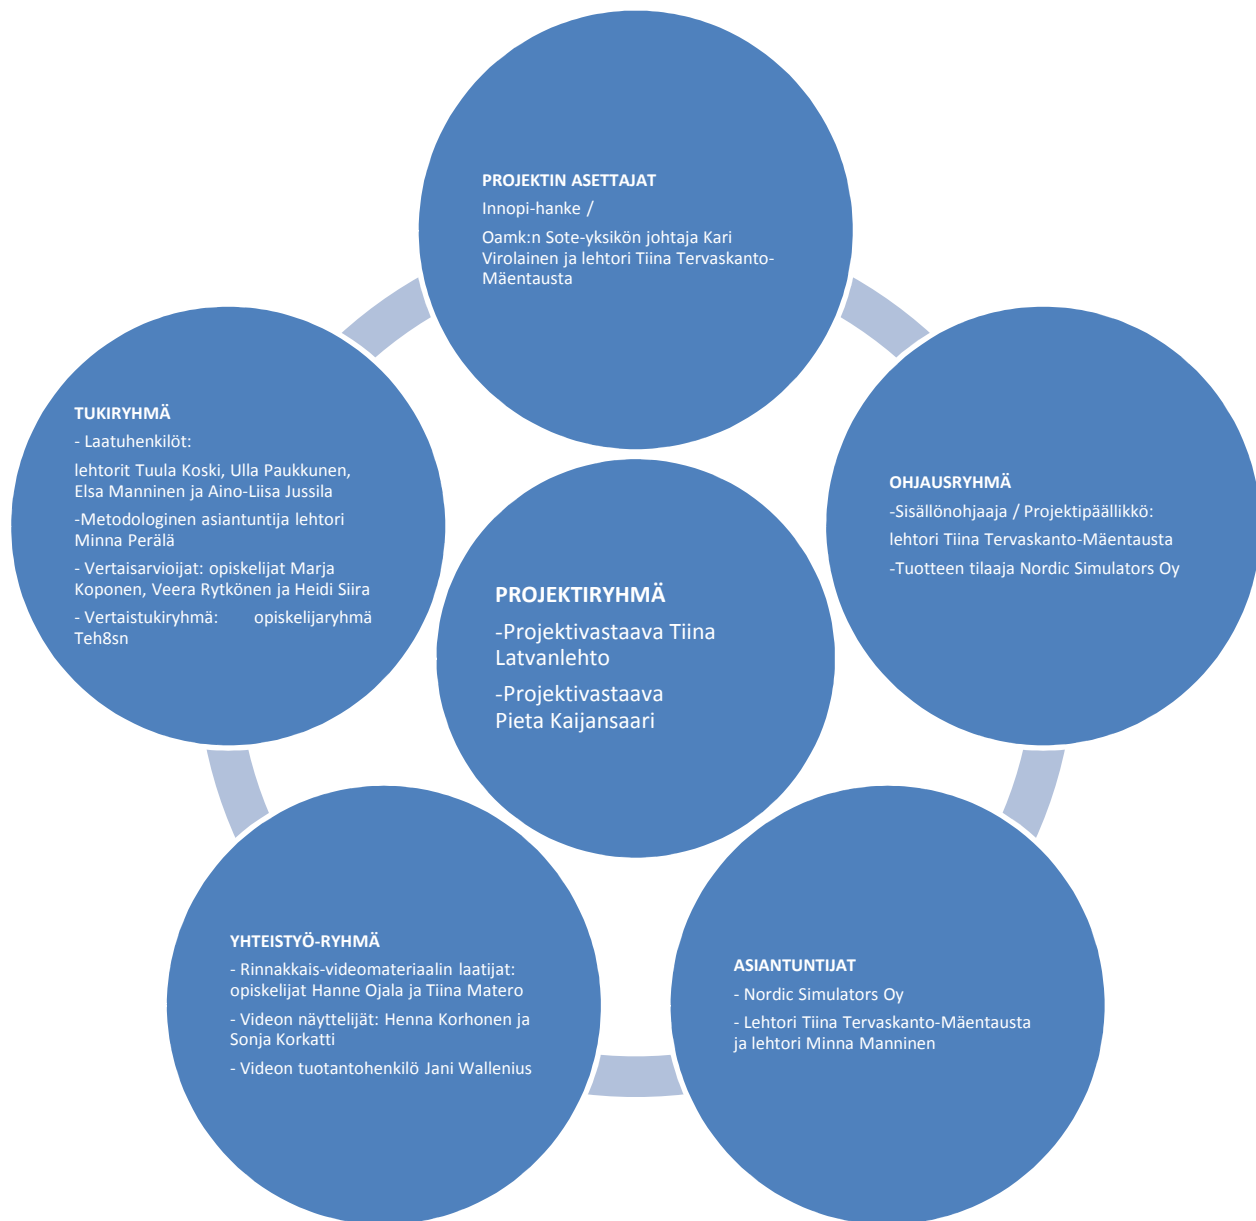 PROJEKTIN ASETTAJAT
Innopi-hanke /
Oamk:n Sote-yksikön johtaja Kari
Virolainen ja lehtori Tiina Tervaskanto-
Mäentausta
TUKIRYHMÄ
- Laatuhenkilöt:
lehtorit Tuula Koski, Ulla Paukkunen,
Elsa Manninen ja Aino-Liisa Jussila
-Metodologinen asiantuntija lehtori
Minna Perälä
- Vertaisarvioijat: opiskelijat Marja
Koponen, Veera Rytkönen ja Heidi Siira
- Vertaistukiryhmä: opiskelijaryhmä
Teh8sn
OHJAUSRYHMÄ
-Sisällönohjaaja / Projektipäällikkö:
lehtori Tiina Tervaskanto-Mäentausta
-Tuotteen tilaaja Nordic Simulators Oy
PROJEKTIRYHMÄ
-Projektivastaava Tiina
Latvanlehto
-Projektivastaava
Pieta Kaijansaari
YHTEISTYÖ-RYHMÄ
- Rinnakkais-videomateriaalin laatijat:
opiskelijat Hanne Ojala ja Tiina Matero
- Videon näyttelijät: Henna Korhonen ja
Sonja Korkatti
- Videon tuotantohenkilö Jani Wallenius
ASIANTUNTIJAT
- Nordic Simulators Oy
- Lehtori Tiina Tervaskanto-Mäentausta
ja lehtori Minna Manninen